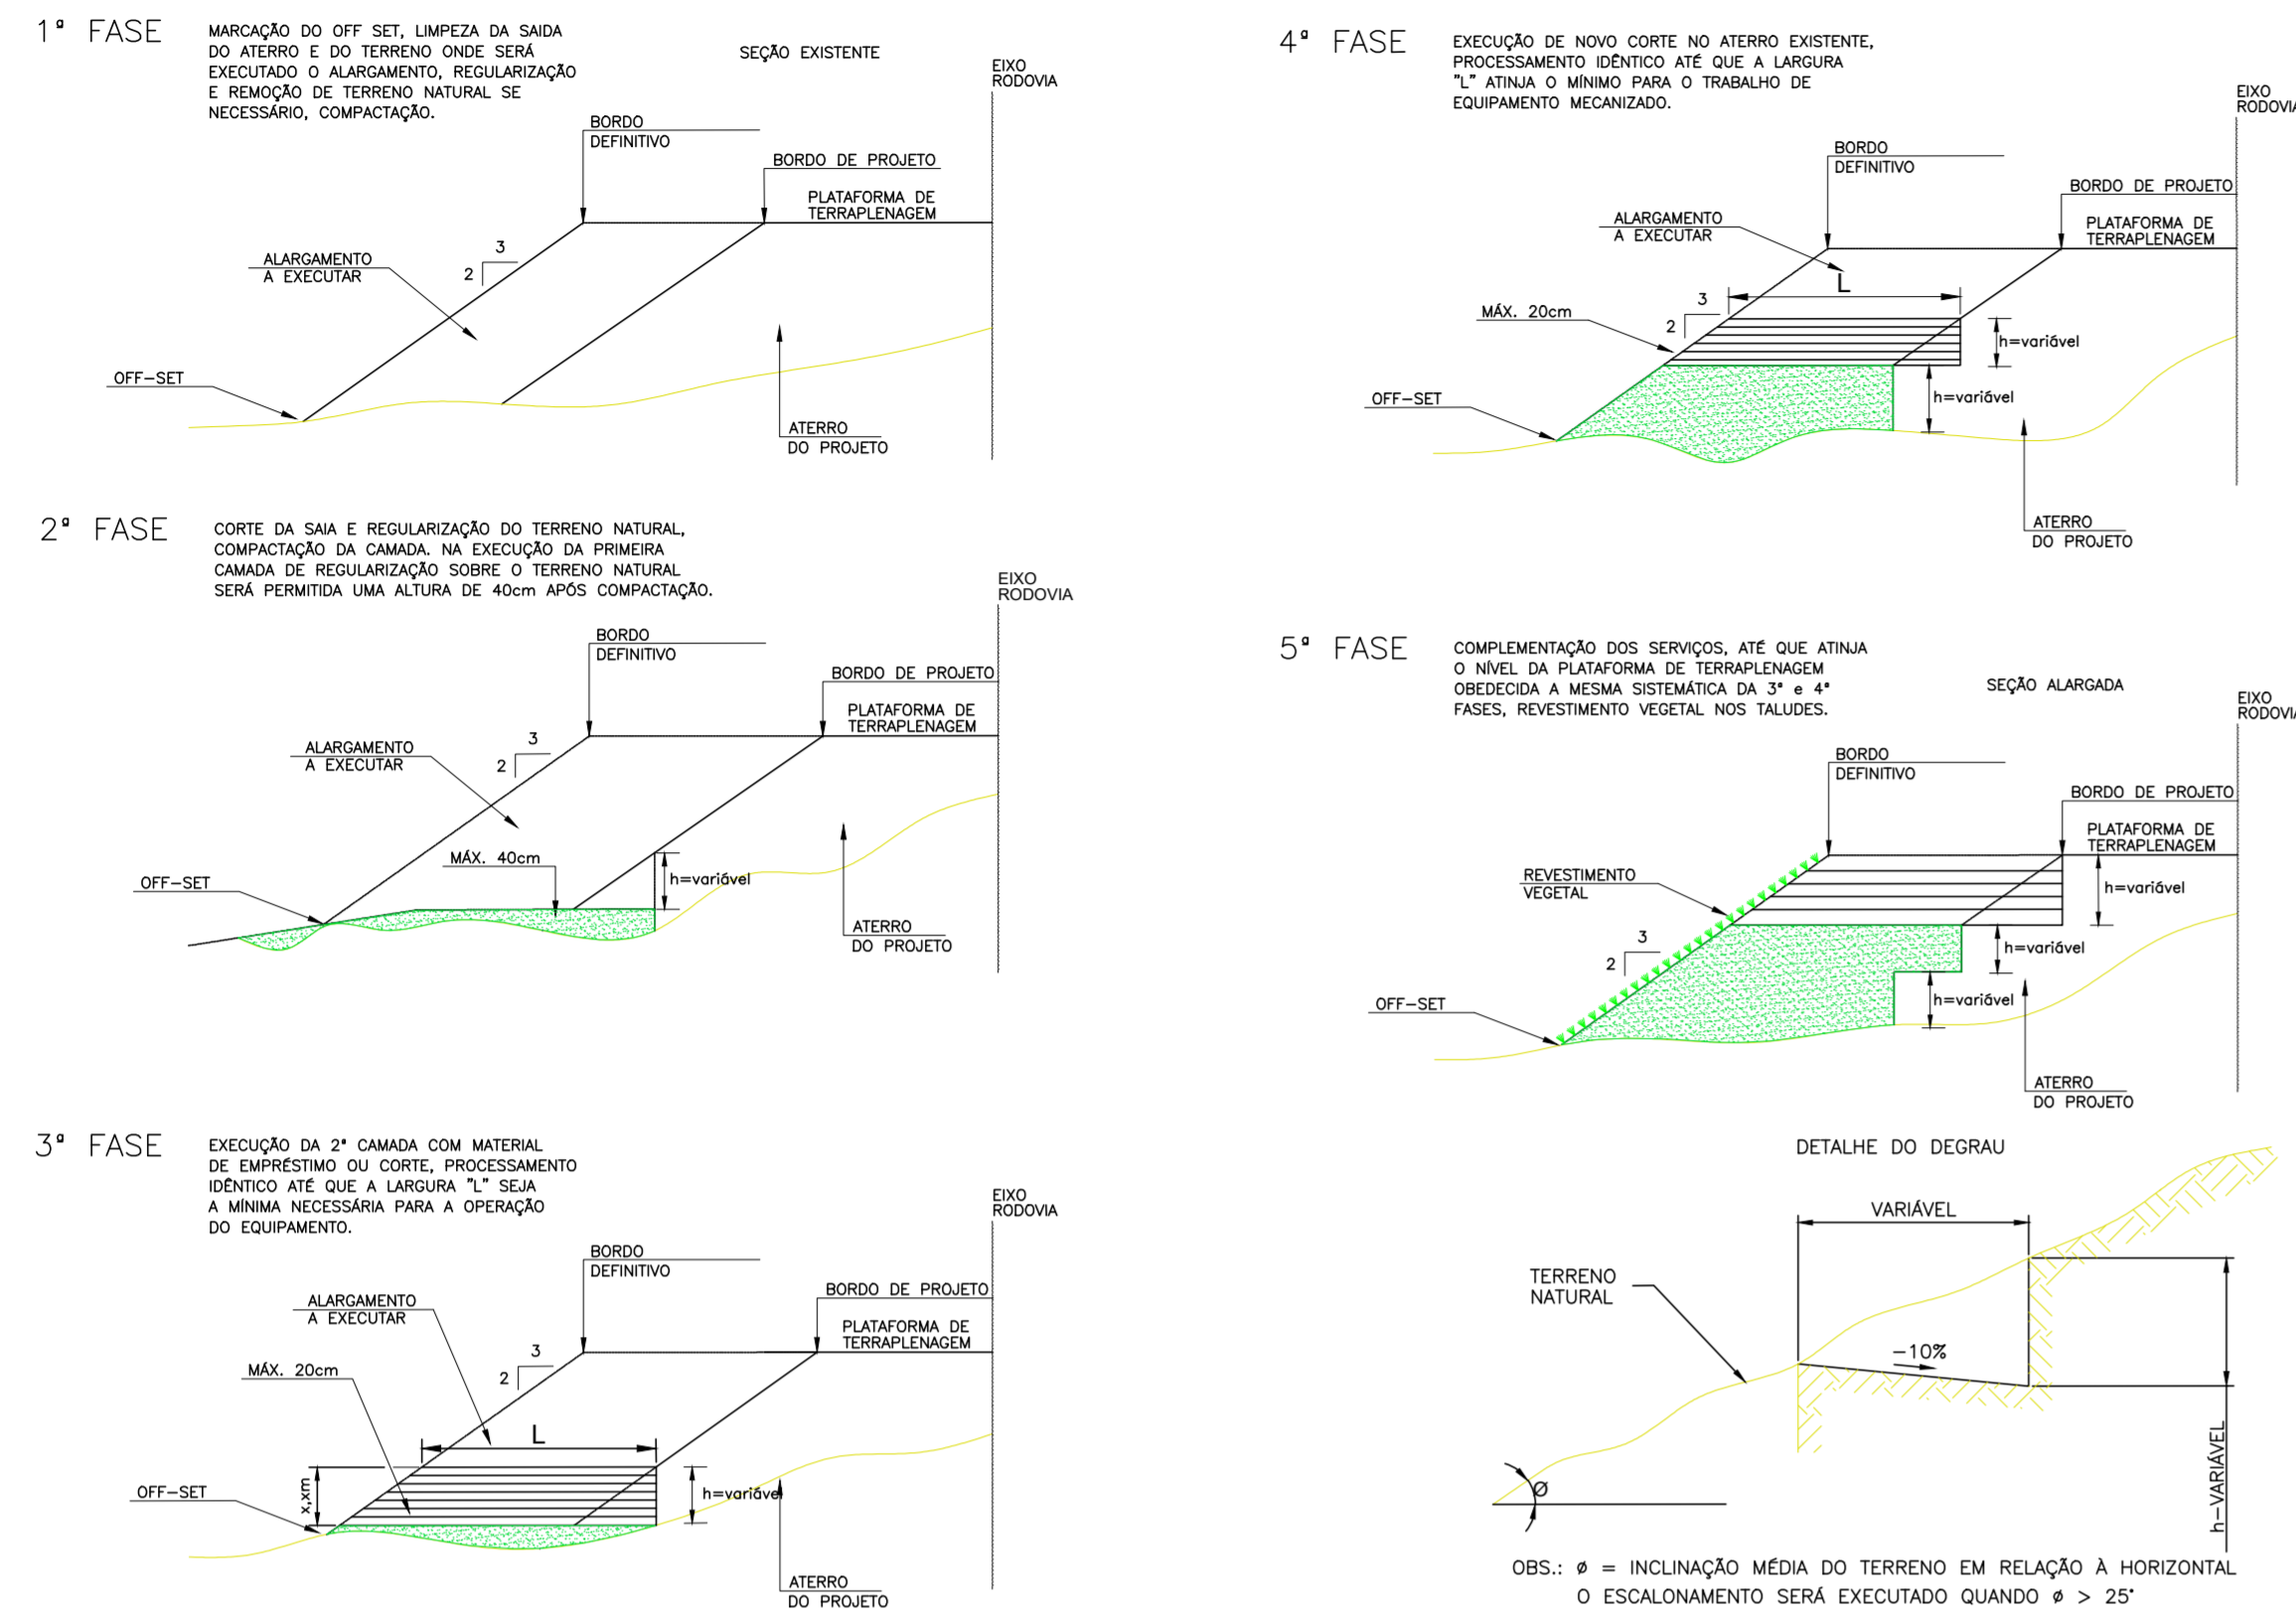 1ª FASE
MARCAÇÃO DO OFF SET, LIMPEZA DA SAIDA
DO ATERRO E DO TERRENO ONDE SERÁ
EXECUTADO O ALARGAMENTO, REGULARIZAÇÃO
E REMOÇÃO DE TERRENO NATURAL SE
NECESSÁRIO, COMPACTAÇÃO.
SEÇÃO EXISTENTE
EIXO
RODOVIA
BORDO
DEFINITIVO
BORDO DE PROJETO
PLATAFORMA DE
TERRAPLENAGEM
3
2
ALARGAMENTO
A EXECUTAR
OFF-SET
ATERRO
DO PROJETO
2ª FASE
CORTE DA SAIA E REGULARIZAÇÃO DO TERRENO NATURAL,
COMPACTAÇÃO DA CAMADA. NA EXECUÇÃO DA PRIMEIRA
CAMADA DE REGULARIZAÇÃO SOBRE O TERRENO NATURAL
SERÁ PERMITIDA UMA ALTURA DE 40cm APÓS COMPACTAÇÃO.
EIXO
RODOVIA
BORDO
DEFINITIVO
BORDO DE PROJETO
PLATAFORMA DE
TERRAPLENAGEM
3
2
ALARGAMENTO
A EXECUTAR
MÁX. 40cm
h=variável
OFF-SET
ATERRO
DO PROJETO
3ª FASE
EXECUÇÃO DA 2ª CAMADA COM MATERIAL
DE EMPRÉSTIMO OU CORTE, PROCESSAMENTO
IDÊNTICO ATÉ QUE A LARGURA "L" SEJA
A MÍNIMA NECESSÁRIA PARA A OPERAÇÃO
DO EQUIPAMENTO.
EIXO
RODOVIA
BORDO
DEFINITIVO
BORDO DE PROJETO
ALARGAMENTO
A EXECUTAR
PLATAFORMA DE
TERRAPLENAGEM
3
2
MÁX. 20cm
L
x,xm
h=variável
OFF-SET
ATERRO
DO PROJETO
4ª FASE
EXECUÇÃO DE NOVO CORTE NO ATERRO EXISTENTE,
PROCESSAMENTO IDÊNTICO ATÉ QUE A LARGURA
"L" ATINJA O MÍNIMO PARA O TRABALHO DE
EQUIPAMENTO MECANIZADO.
EIXO
RODOVIA
BORDO
DEFINITIVO
BORDO DE PROJETO
ALARGAMENTO
A EXECUTAR
PLATAFORMA DE
TERRAPLENAGEM
L
3
2
MÁX. 20cm
h=variável
h=variável
OFF-SET
ATERRO
DO PROJETO
5ª FASE
COMPLEMENTAÇÃO DOS SERVIÇOS, ATÉ QUE ATINJA
O NÍVEL DA PLATAFORMA DE TERRAPLENAGEM
OBEDECIDA A MESMA SISTEMÁTICA DA 3ª e 4ª
FASES, REVESTIMENTO VEGETAL NOS TALUDES.
SEÇÃO ALARGADA
EIXO
RODOVIA
BORDO
DEFINITIVO
BORDO DE PROJETO
PLATAFORMA DE
TERRAPLENAGEM
REVESTIMENTO
VEGETAL
h=variável
3
2
h=variável
h=variável
OFF-SET
ATERRO
DO PROJETO
DETALHE DO DEGRAU
VARIÁVEL
TERRENO
NATURAL
-10%
h-VARIÁVEL
Ø
OBS.: Ø = INCLINAÇÃO MÉDIA DO TERRENO EM RELAÇÃO À HORIZONTAL
O ESCALONAMENTO SERÁ EXECUTADO QUANDO Ø > 25°